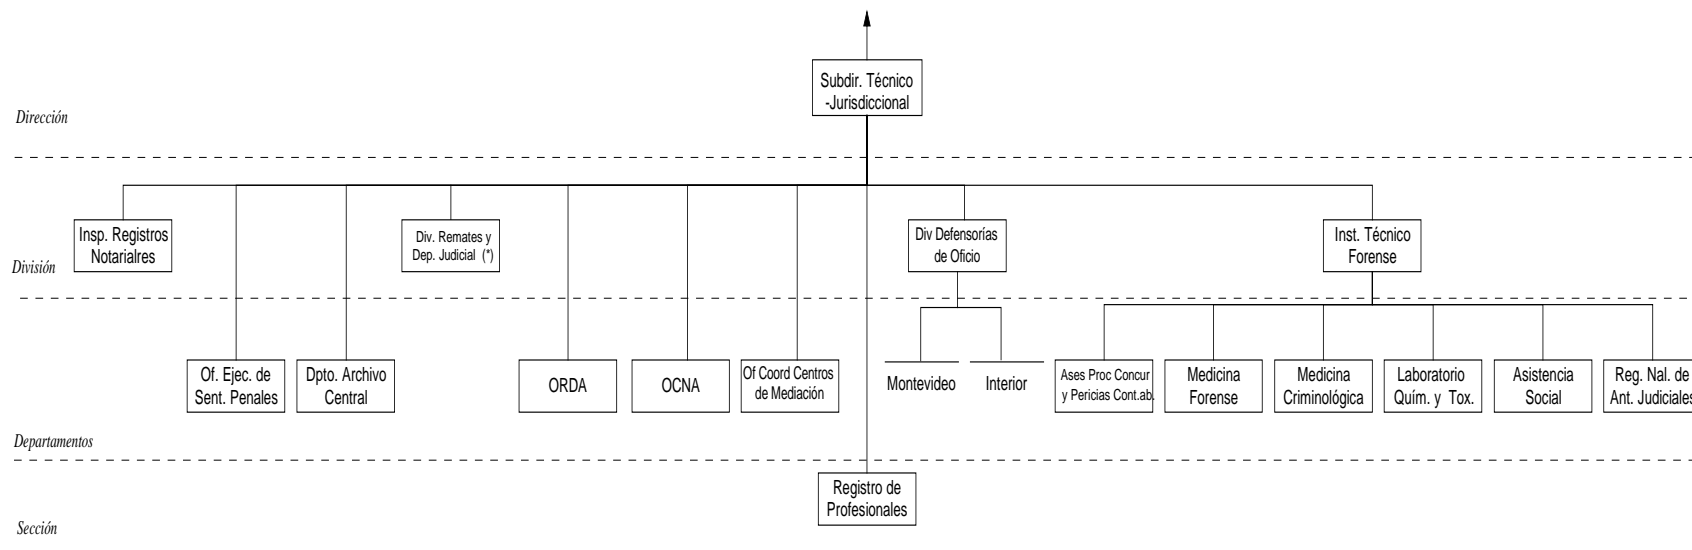 Subdir. Técnico
-Jurisdiccional
Dirección
Insp. Registros
Notarialres
Div. Remates y
Dep. Judicial (*)
Div Defensorías
de Oficio
Inst. Técnico
Forense
División
Of. Ejec. de
Sent. Penales
Dpto. Archivo
Central
ORDA
OCNA
Of Coord Centros
de Mediación
Montevideo
Interior
Ases Proc Concur
y Pericias Cont.ab.
Medicina
Forense
Medicina
Criminológica
Laboratorio
Quím. y Tox.
Asistencia
Social
Reg. Nal. de
Ant. Judiciales
Departamentos
Registro de
Profesionales
Sección